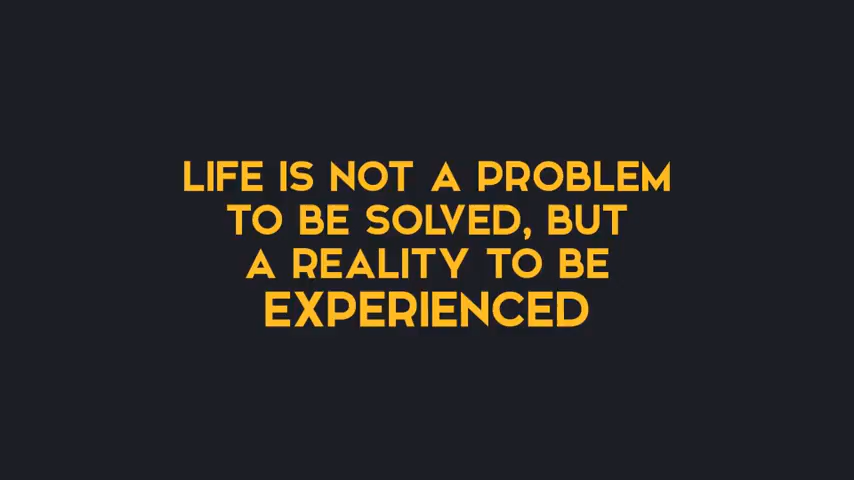 LIFE IS NOT A PROBLEM
TO BE SOLVED, BUT
A REALITY TO BE
EXPERIENCED